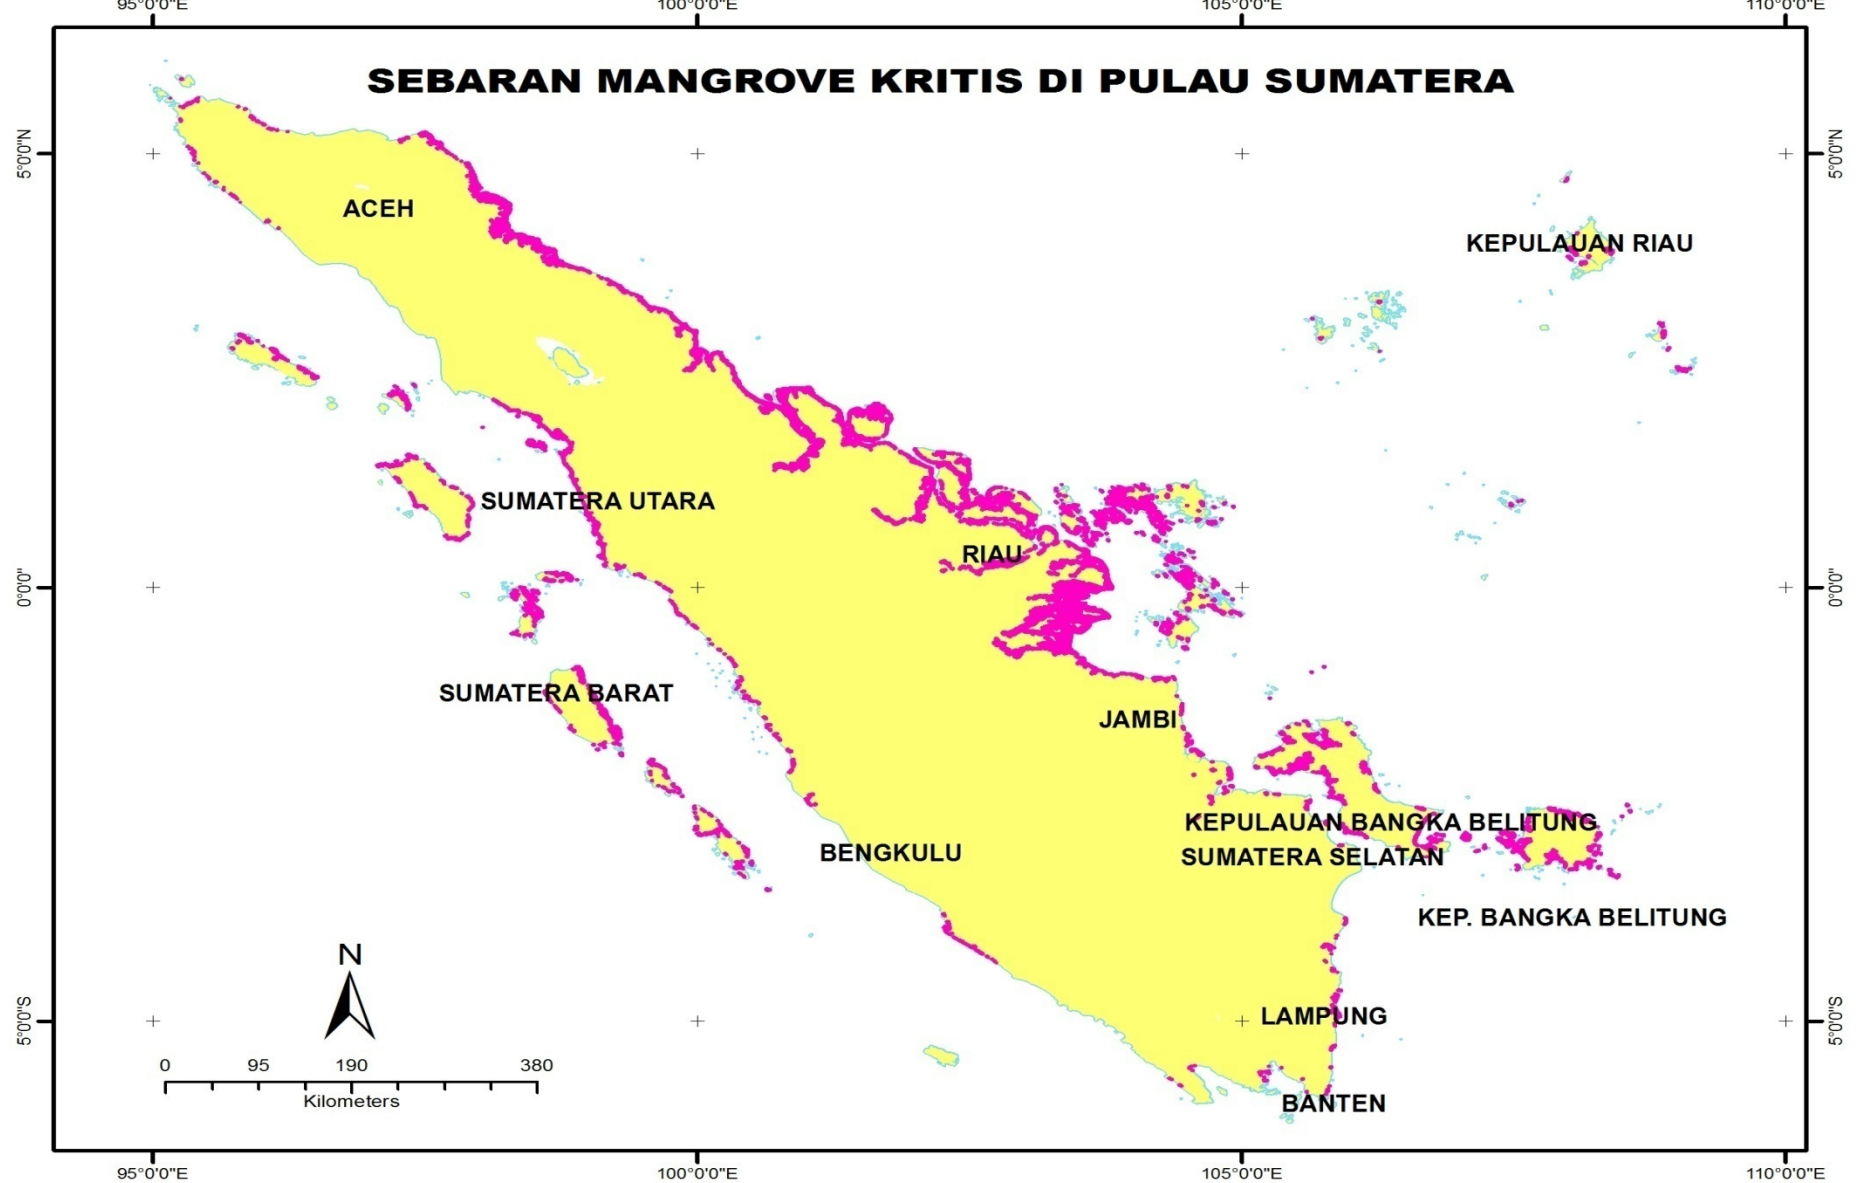 95°0'0"E 100°0'0"E 105°0'0"E 110°0'0"E
SEBARAN MANGROVE KRITIS DI PULAU SUMATERA
5°0'0"N
5°0'0"N
ACEH
KEPULAUAN RIAU
SUMATERA UTARA
RIAU
0°0'0"
0°0'0"
SUMATERA BARAT
JAMBI
KEPULAUAN BANGKA BELITUNG
BENGKULU
SUMATERA SELATAN
KEP. BANGKA BELITUNG
N
5°0'0"S
5°0'0"S
LAMPUNG
0 95 190 380
Kilometers
BANTEN
95°0'0"E 100°0'0"E 105°0'0"E 110°0'0"E